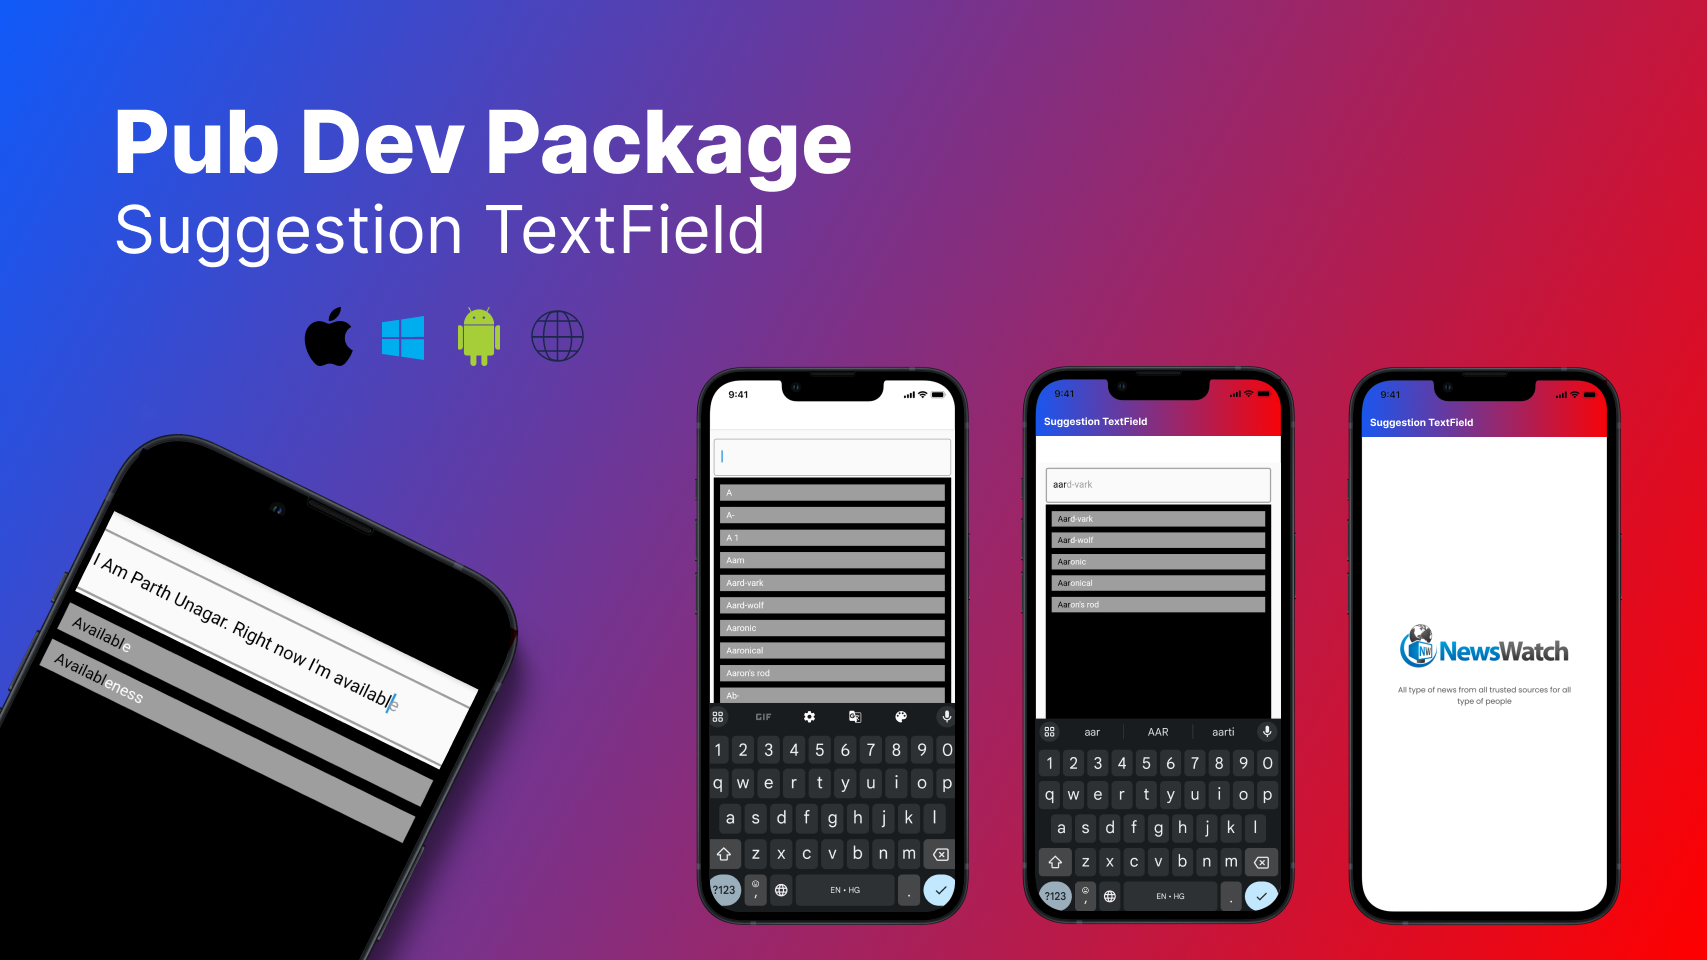 Pub Dev Package
Suggestion TextField
I Am Parth Unagar. Right now I'm available
Available
Availableness
9:41
A
A-
A 1
Aam
Aard-vark
Aard-wolf
Aaronic
Aaronical
Aaron's rod
Ab-
GIF
1 2 3 4 5 6 7 8 9 0
q w e r t y u i o p
a s d f g h j k l
z x c v b n m
?123 , EN • HG .
9:41
Suggestion TextField
aard-vark
Aard-vark
Aard-wolf
Aaronic
Aaronical
Aaron's rod
aar AAR aarti
1 2 3 4 5 6 7 8 9 0
q w e r t y u i o p
a s d f g h j k l
z x c v b n m
?123 , EN • HG .
9:41
Suggestion TextField
NW NewsWatch
All type of news from all trusted sources for all
type of people